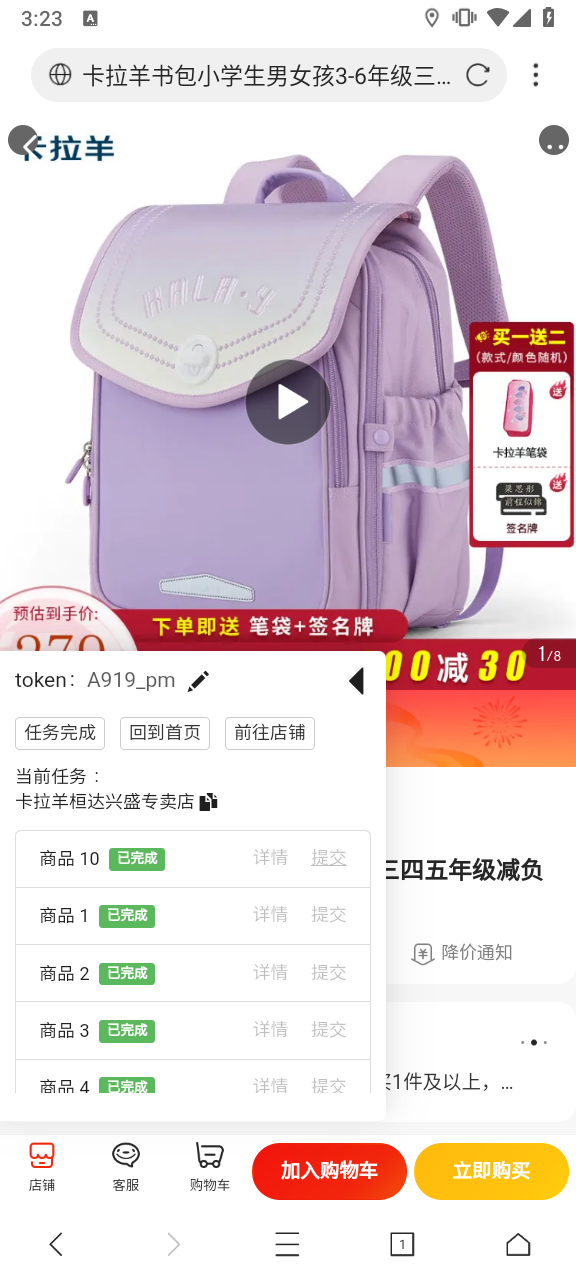 3:23
A
卡拉羊书包小学生男女孩3-6年级三...
卡拉羊
KALA·Y
买一送二
(款式/颜色随机)
送
卡拉羊笔袋
送
梁思彤
前程似锦
签名牌
预估到手价:
279
下单即送 笔袋+签名牌
00减30
1/8
token: A919_pm
任务完成 回到首页 前往店铺
当前任务 :
卡拉羊桓达兴盛专卖店
商品 10 已完成 详情 提交
商品 1 已完成 详情 提交
商品 2 已完成 详情 提交
商品 3 已完成 详情 提交
商品 4 已完成 详情 提交
三四五年级减负
降价通知
买1件及以上，...
店铺 客服 购物车 加入购物车 立即购买
1